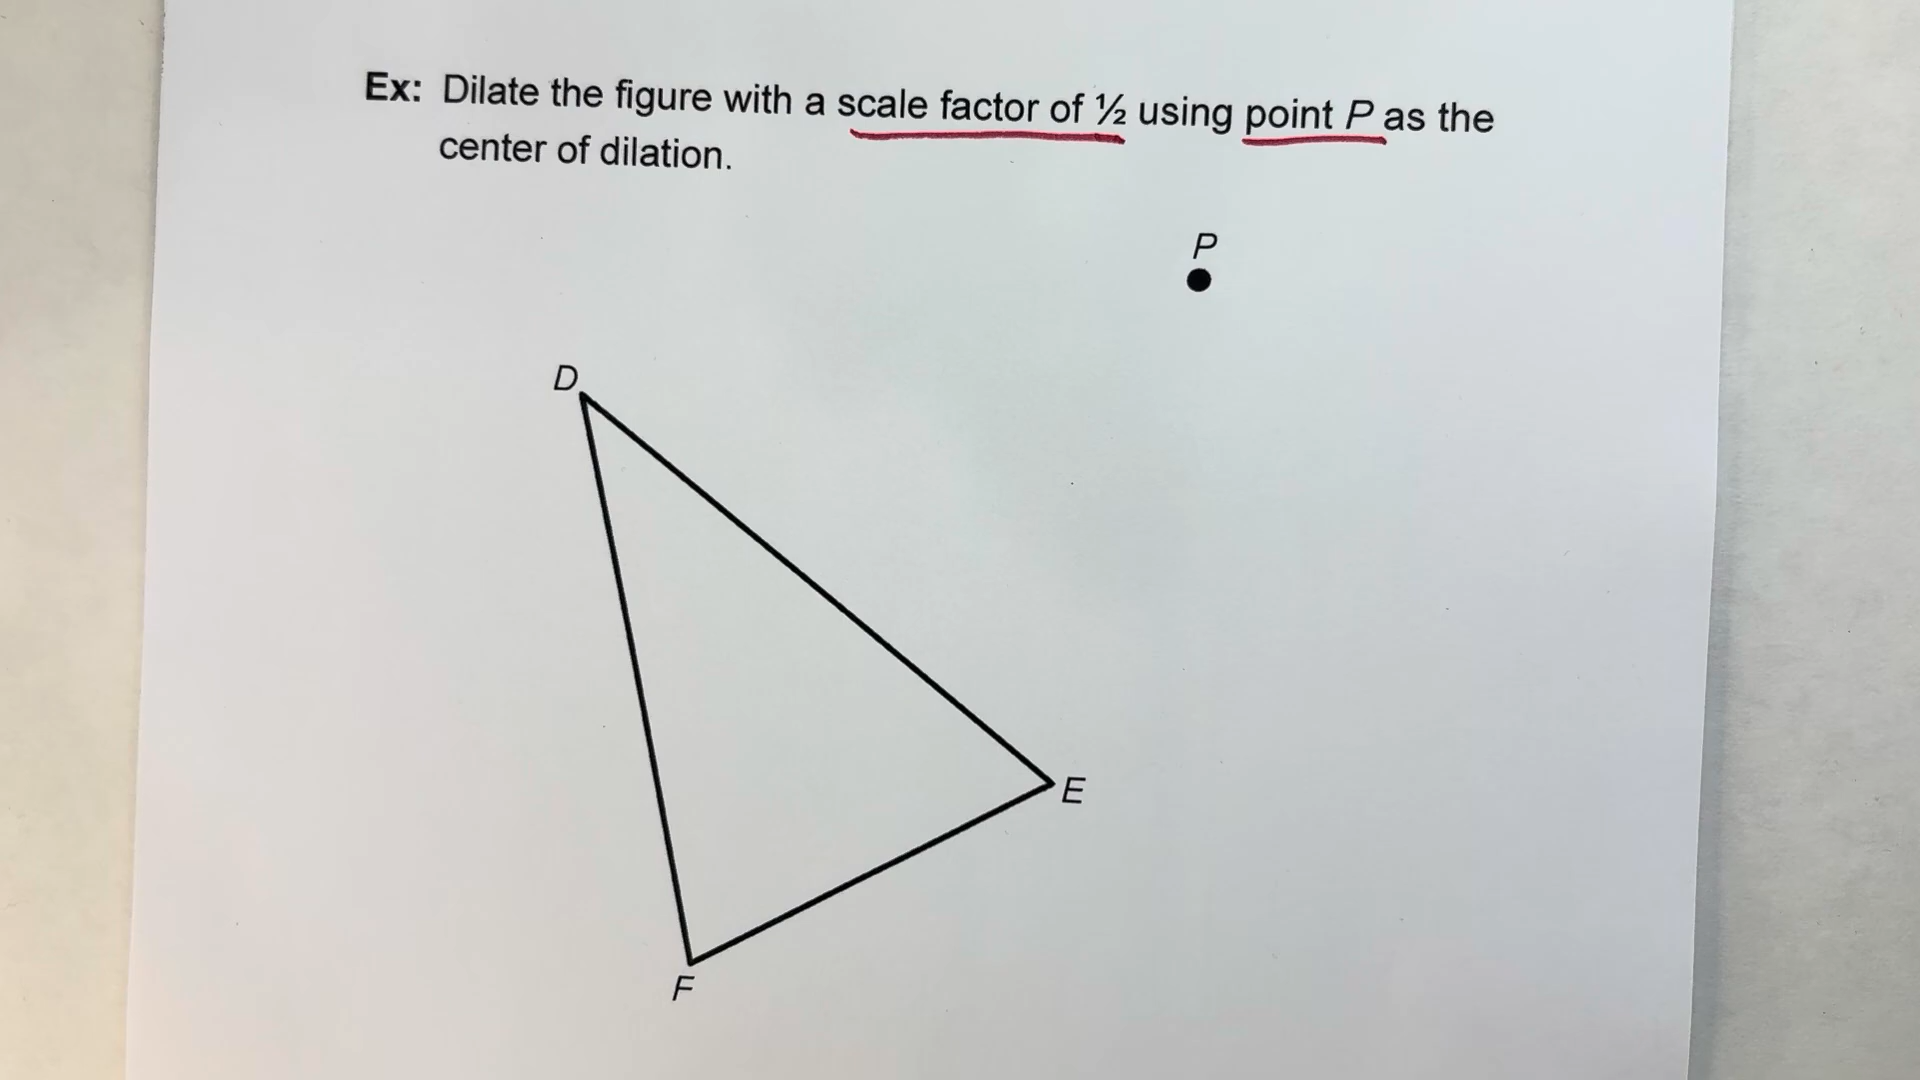 Ex: Dilate the figure with a scale factor of ½ using point P as the
center of dilation.
P
D
E
F